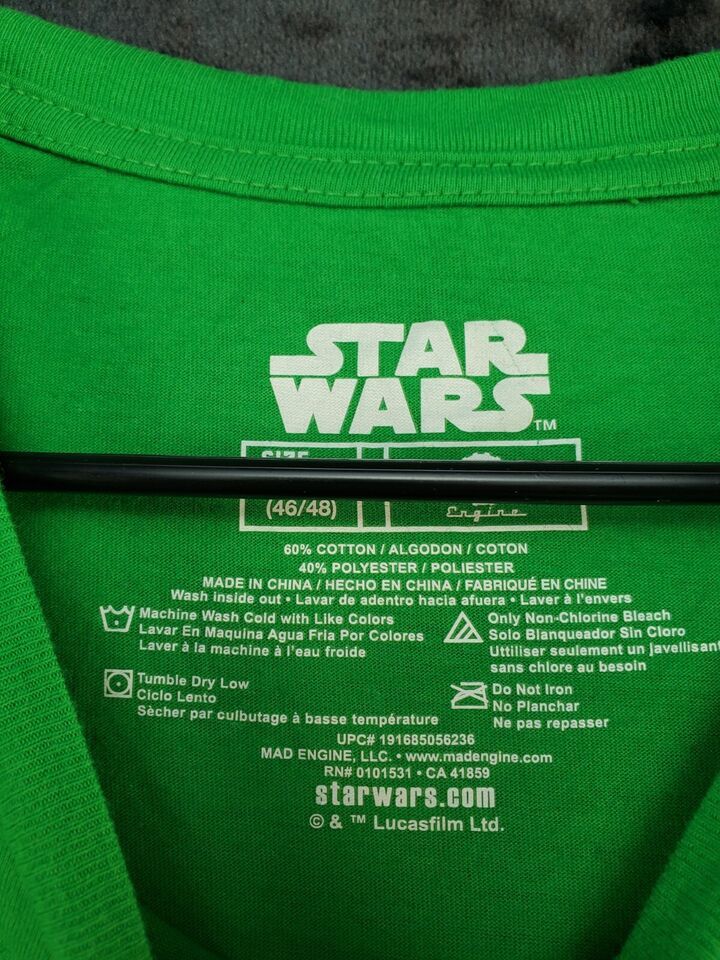 STAR
WARS™
SIZE
(46/48)
Engine
60% COTTON / ALGODON / COTON
40% POLYESTER / POLIESTER
MADE IN CHINA / HECHO EN CHINA / FABRIQUÉ EN CHINE
Wash inside out • Lavar de adentro hacia afuera • Laver à l'envers
Machine Wash Cold with Like Colors
Lavar En Maquina Agua Fria Por Colores
Laver à la machine à l'eau froide
Only Non-Chlorine Bleach
Solo Blanqueador Sin Cloro
Uttiliser seulement un javellisant
sans chlore au besoin
Tumble Dry Low
Ciclo Lento
Sècher par culbutage à basse température
Do Not Iron
No Planchar
Ne pas repasser
UPC# 191685056236
MAD ENGINE, LLC. • www.madengine.com
RN# 0101531 • CA 41859
starwars.com
© & ™ Lucasfilm Ltd.